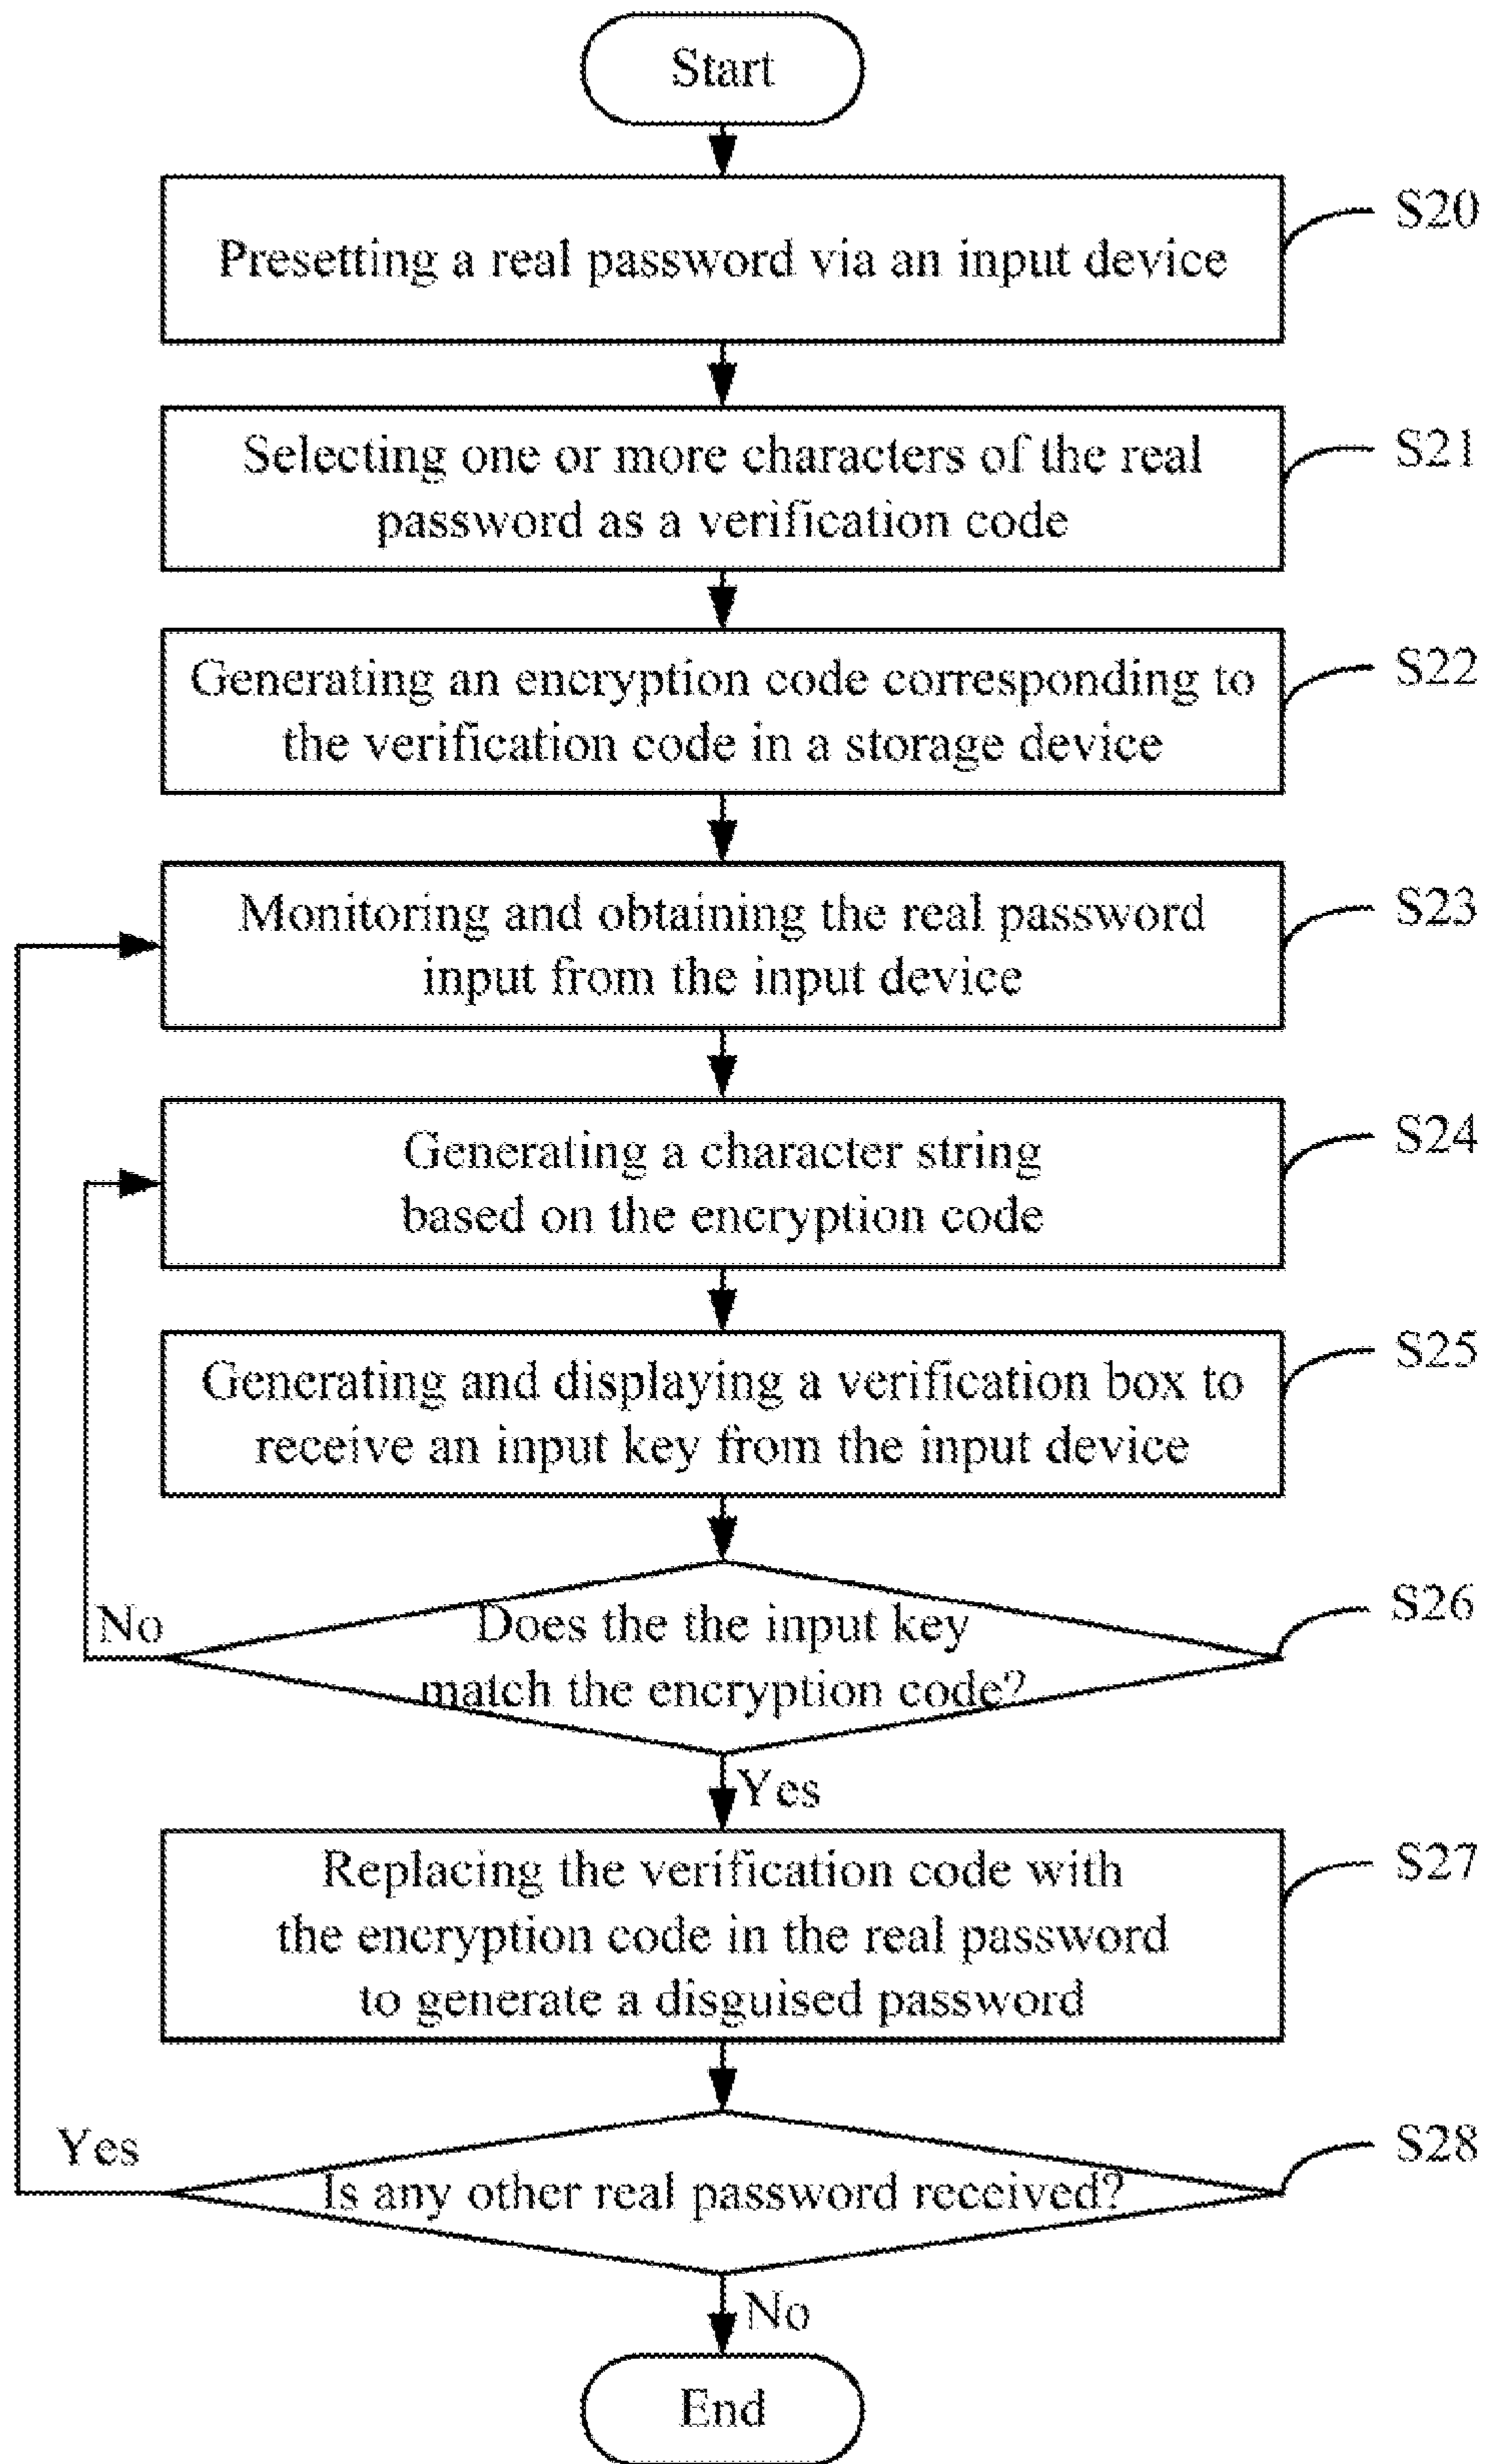 Start
Presetting a real password via an input device
S20
Selecting one or more characters of the real
password as a verification code
S21
Generating an encryption code corresponding to
the verification code in a storage device
S22
Monitoring and obtaining the real password
input from the input device
S23
Generating a character string
based on the encryption code
S24
Generating and displaying a verification box to
receive an input key from the input device
S25
Does the the input key
match the encryption code?
S26
No
Yes
Replacing the verification code with
the encryption code in the real password
to generate a disguised password
S27
Is any other real password received?
S28
Yes
No
End